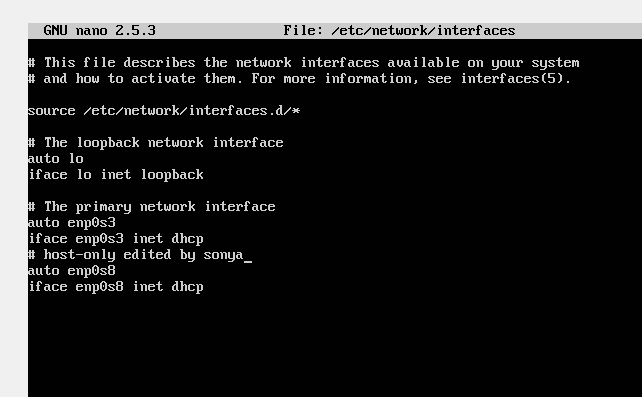 GNU nano 2.5.3 File: /etc/network/interfaces
# This file describes the network interfaces available on your system
# and how to activate them. For more information, see interfaces(5).
source /etc/network/interfaces.d/*
# The loopback network interface
auto lo
iface lo inet loopback
# The primary network interface
auto enp0s3
iface enp0s3 inet dhcp
# host-only edited by sonya_
auto enp0s8
iface enp0s8 inet dhcp